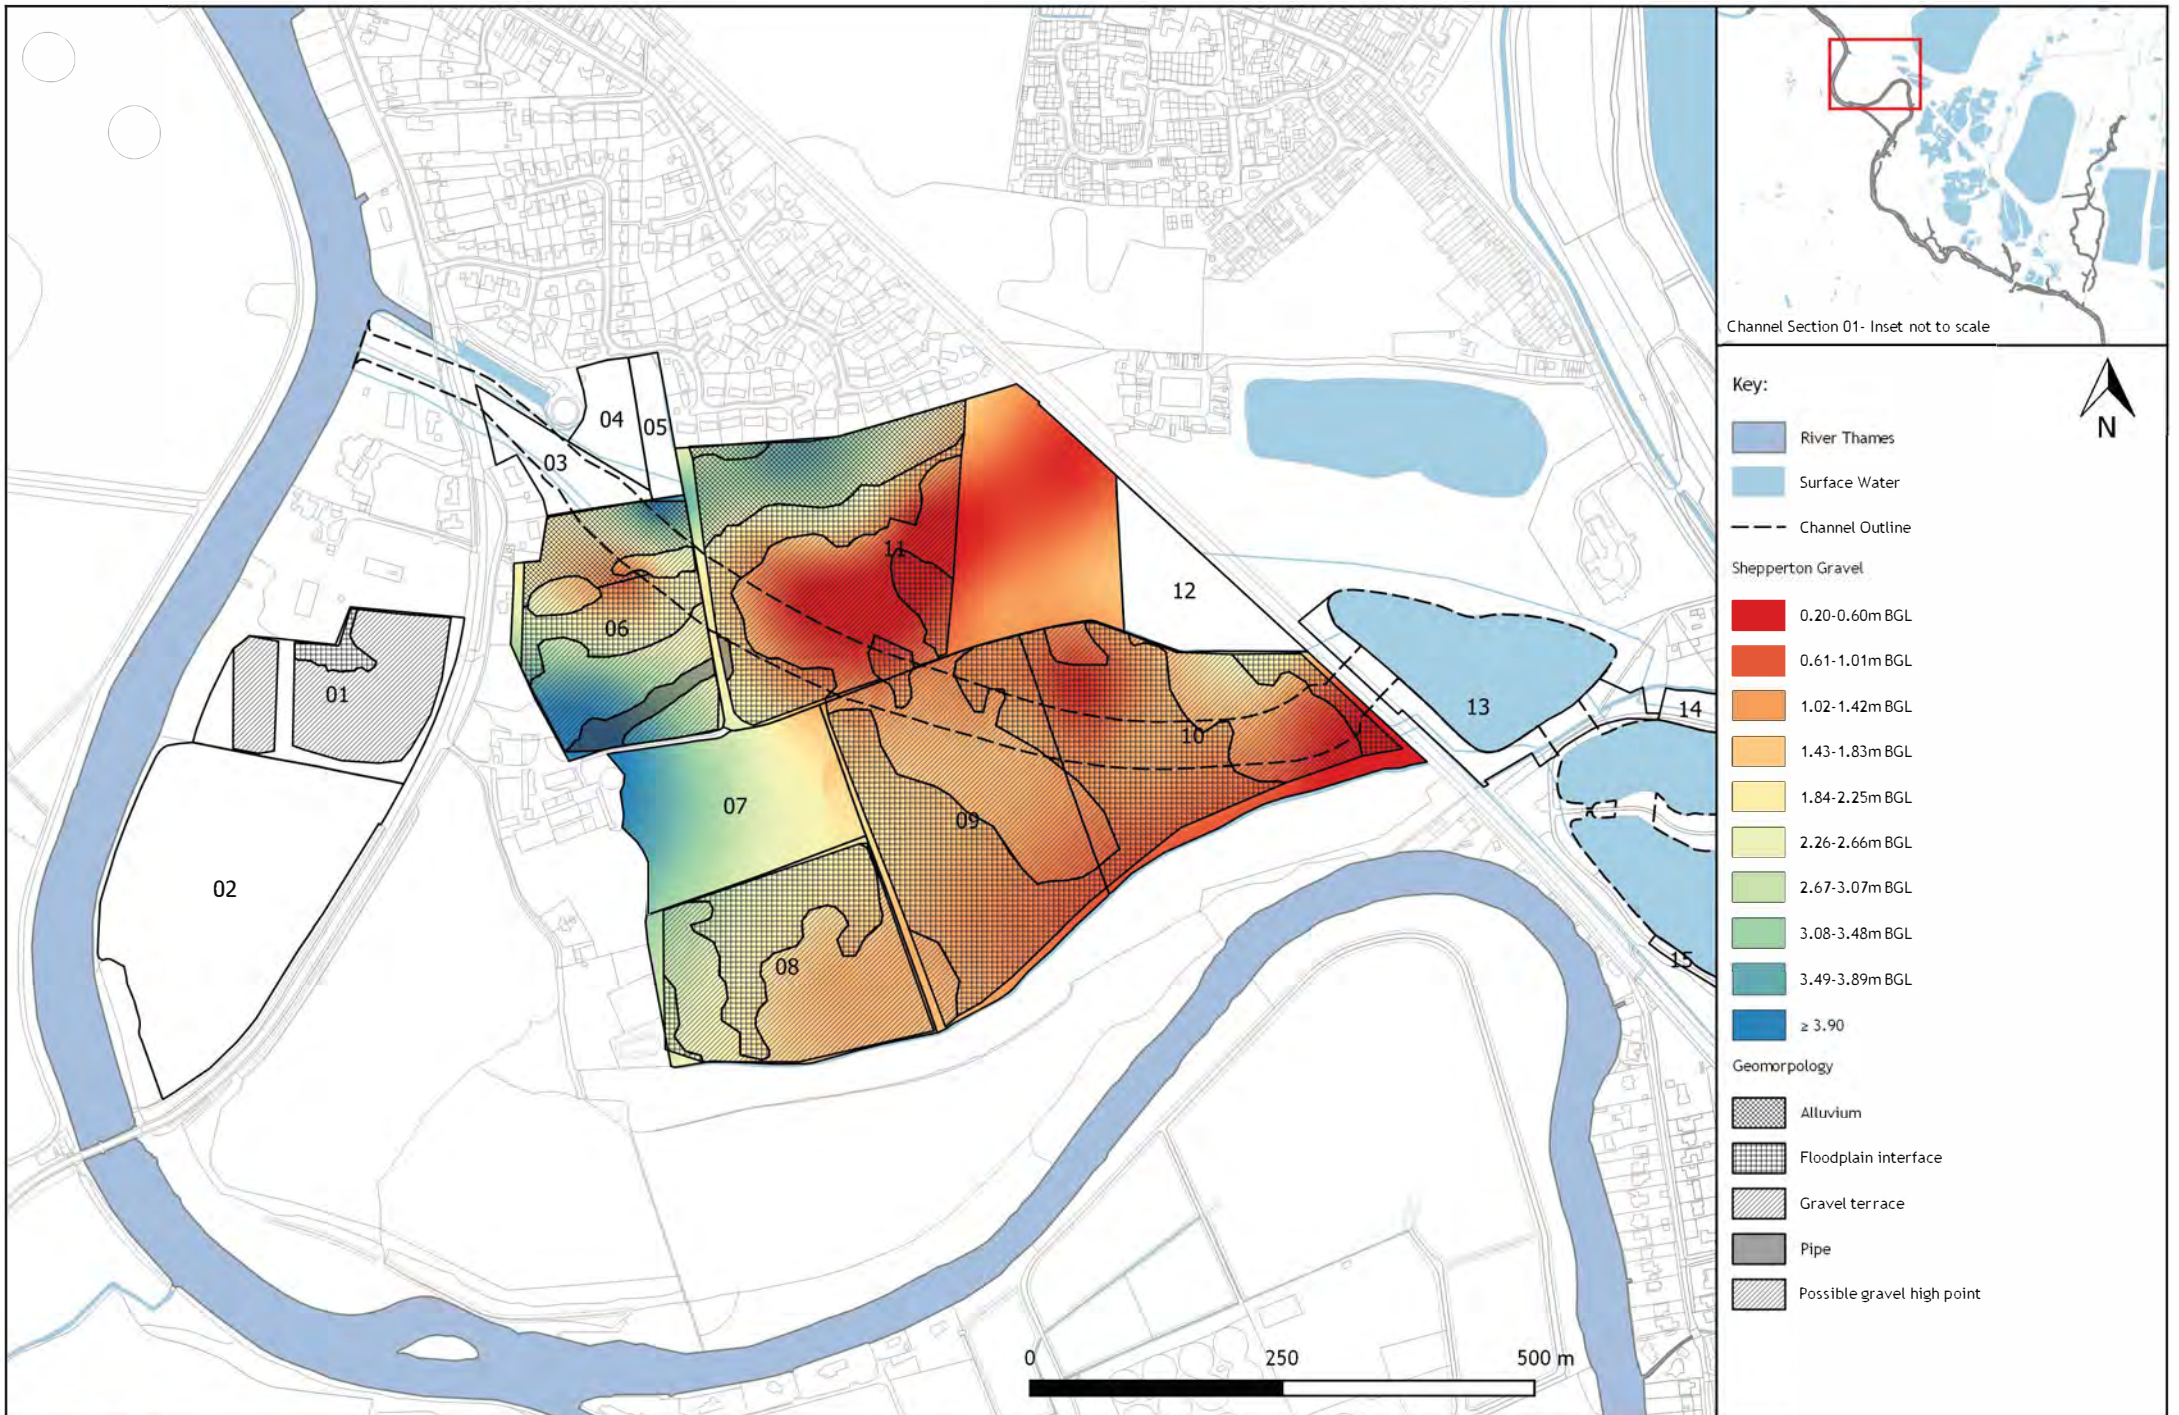 04
05
03
11
12
06
01
13
14
10
07
09
02
08
15
0
250
500 m
Channel Section 01- Inset not to scale
Key:
N
River Thames
Surface Water
Channel Outline
Shepperton Gravel
0.20-0.60m BGL
0.61-1.01m BGL
1.02-1.42m BGL
1.43-1.83m BGL
1.84-2.25m BGL
2.26-2.66m BGL
2.67-3.07m BGL
3.08-3.48m BGL
3.49-3.89m BGL
≥ 3.90
Geomorpology
Alluvium
Floodplain interface
Gravel terrace
Pipe
Possible gravel high point